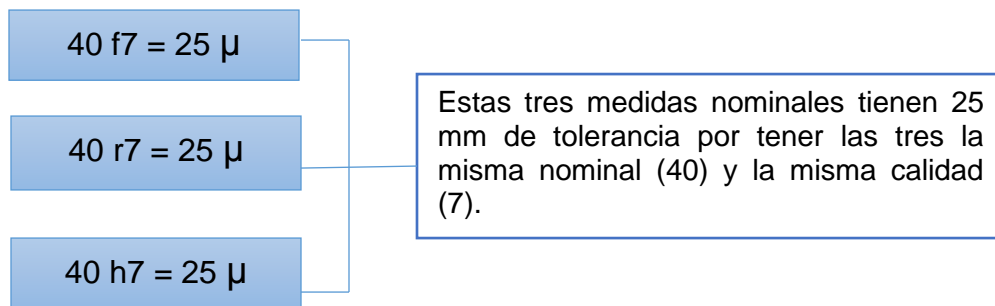 40 f7 = 25 µ
40 r7 = 25 µ
40 h7 = 25 µ
Estas tres medidas nominales tienen 25
mm de tolerancia por tener las tres la
misma nominal (40) y la misma calidad
(7).